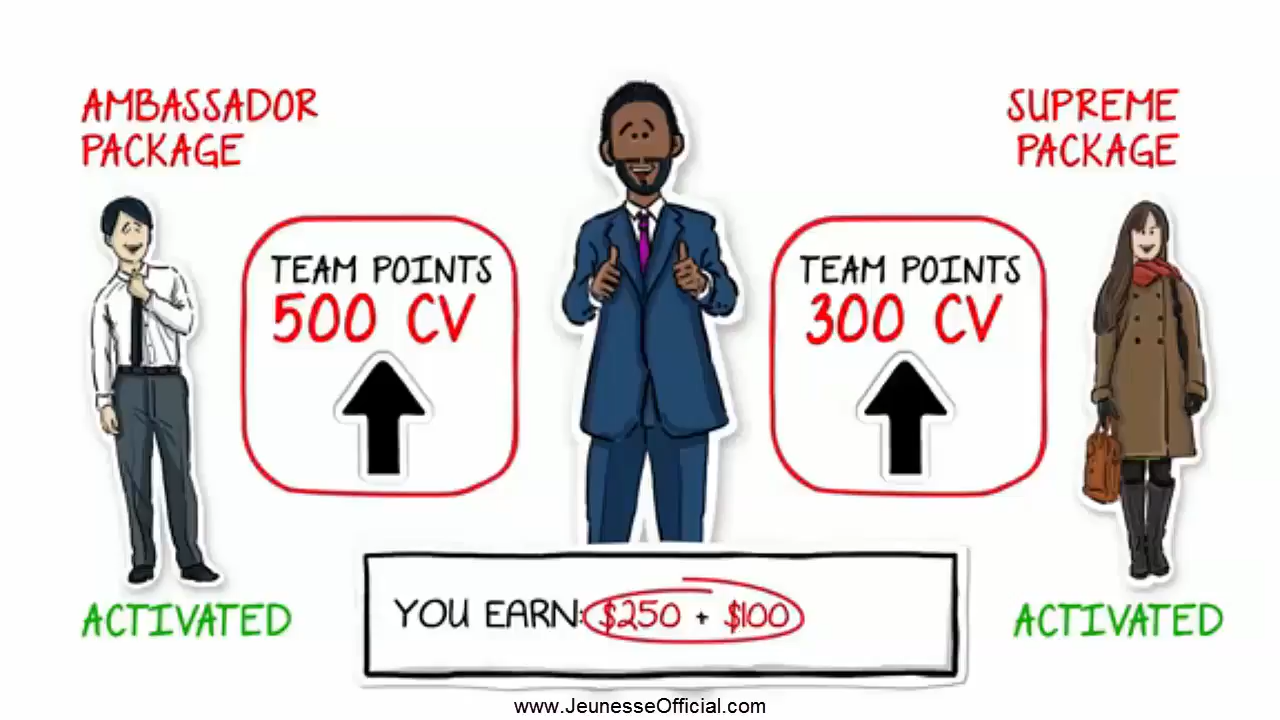 AMBASSADOR
PACKAGE
SUPREME
PACKAGE
TEAM POINTS
500 CV
TEAM POINTS
300 CV
YOU EARN: $250 + $100
ACTIVATED
ACTIVATED
www.JeunesseOfficial.com